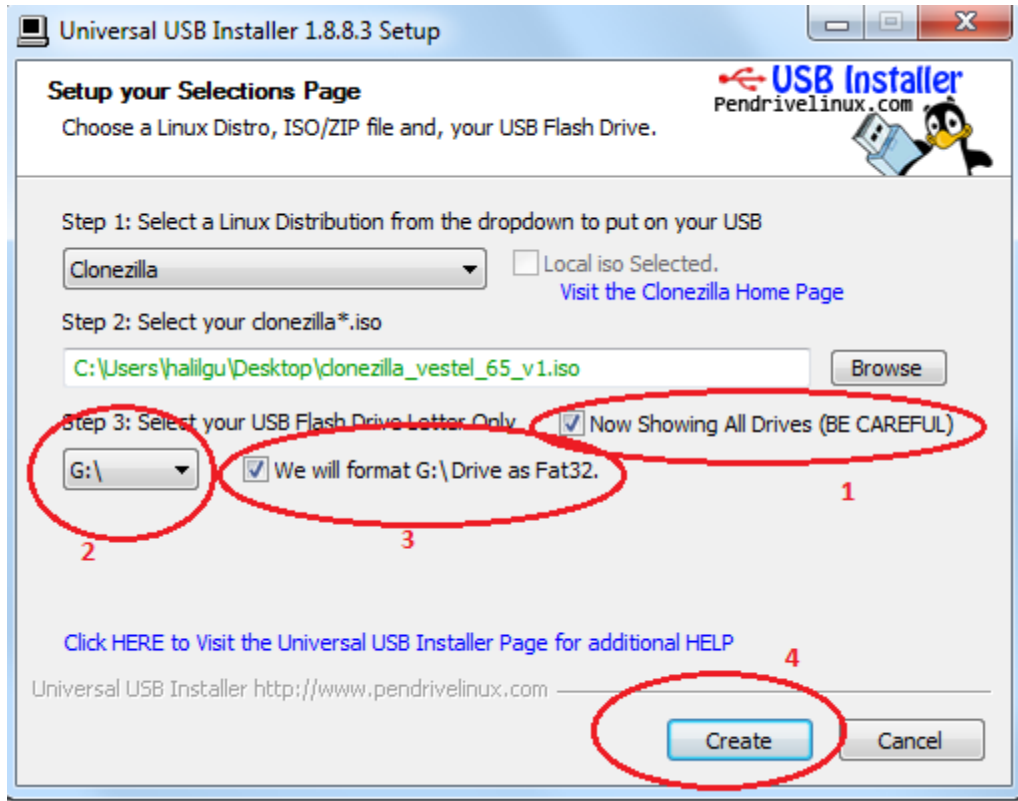 Universal USB Installer 1.8.8.3 Setup
Setup your Selections Page
Choose a Linux Distro, ISO/ZIP file and, your USB Flash Drive.
USB Installer
Pendrivelinux.com
Step 1: Select a Linux Distribution from the dropdown to put on your USB
Clonezilla
Local iso Selected.
Visit the Clonezilla Home Page
Step 2: Select your clonezilla*.iso
C:\Users\halilgu\Desktop\clonezilla_vestel_65_v1.iso
Browse
Step 3: Select your USB Flash Drive Letter Only
Now Showing All Drives (BE CAREFUL)
1
G:\
We will format G:\ Drive as Fat32.
2
3
Click HERE to Visit the Universal USB Installer Page for additional HELP
4
Universal USB Installer http://www.pendrivelinux.com
Create
Cancel